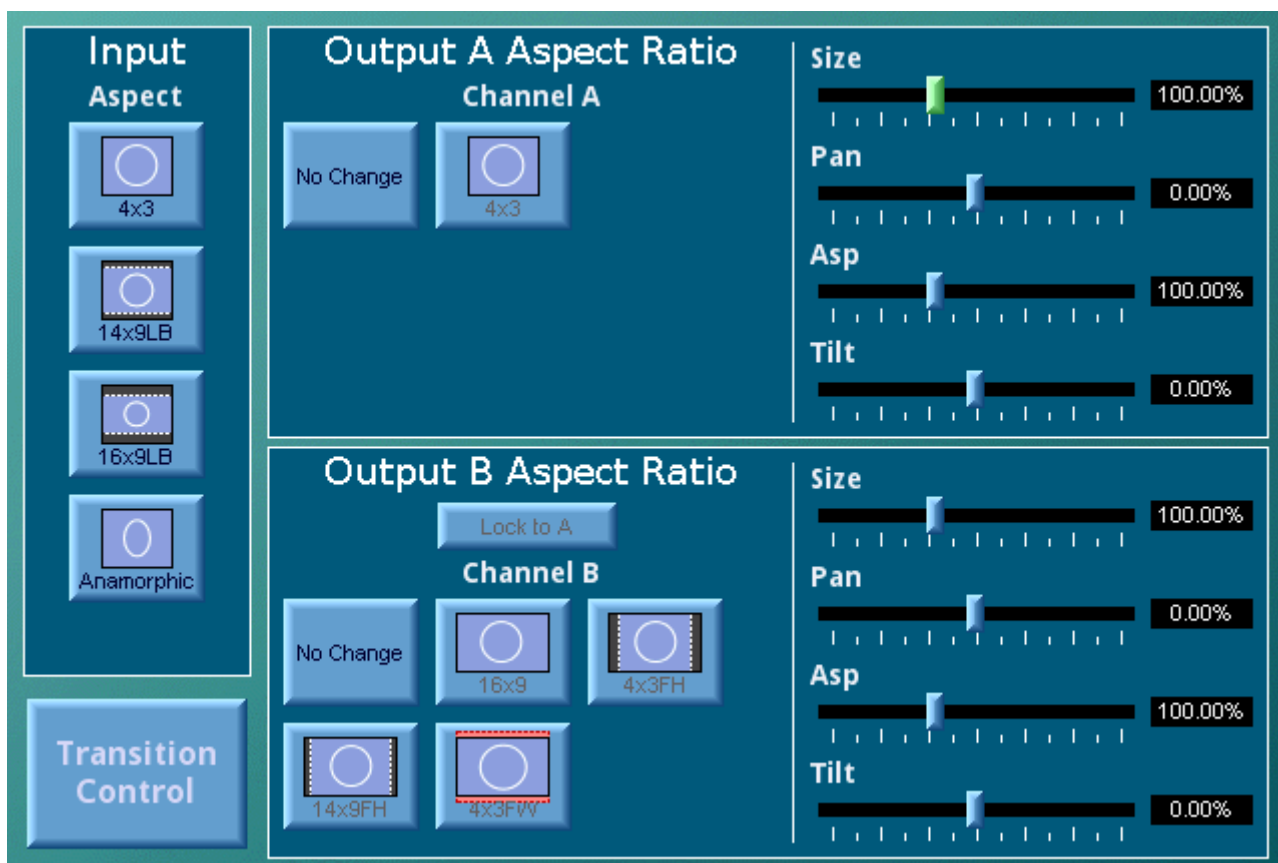 Input
Aspect
4x3
14x9LB
16x9LB
Anamorphic
Transition
Control
Output A Aspect Ratio
Channel A
No Change
4x3
Size
100.00%
Pan
0.00%
Asp
100.00%
Tilt
0.00%
Output B Aspect Ratio
Lock to A
Channel B
No Change
16x9
4x3FH
14x9FH
4x3FW
Size
100.00%
Pan
0.00%
Asp
100.00%
Tilt
0.00%